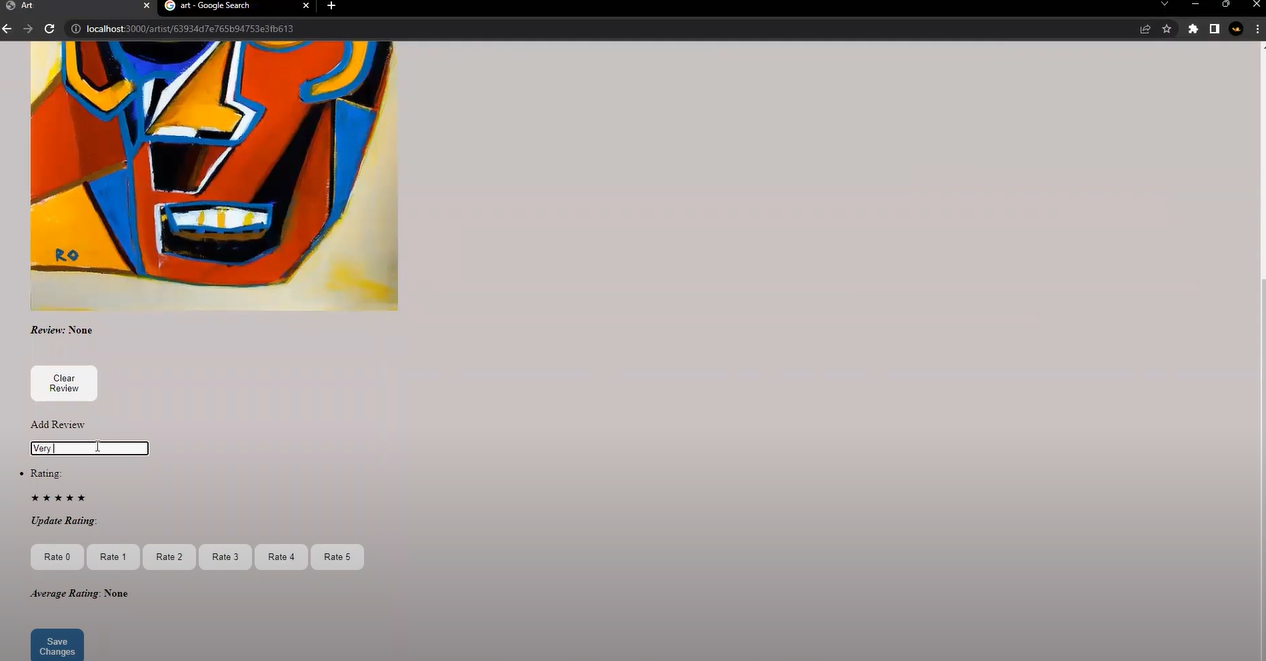 Art
art - Google Search
localhost:3000/artist/63934d7e765b94753e3fb613
RO
Review: None
Clear
Review
Add Review
Very
Rating:
★ ★ ★ ★ ★
Update Rating:
Rate 0 Rate 1 Rate 2 Rate 3 Rate 4 Rate 5
Average Rating: None
Save
Changes